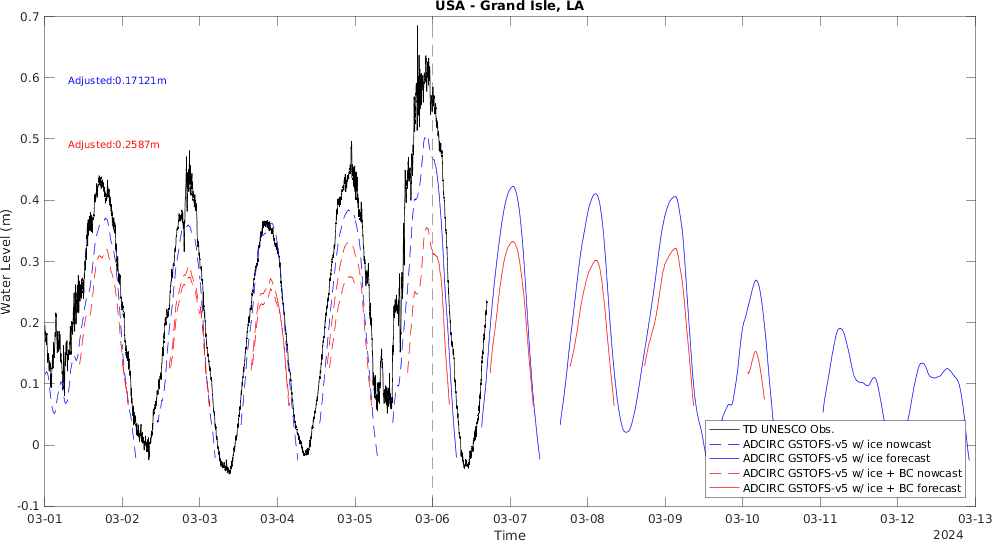 USA - Grand Isle, LA
0.7
0.6
0.5
0.4
0.3
0.2
0.1
0
-0.1
Water Level (m)
Adjusted:0.17121m
Adjusted:0.2587m
TD UNESCO Obs.
ADCIRC GSTOFS-v5 w/ ice nowcast
ADCIRC GSTOFS-v5 w/ ice forecast
ADCIRC GSTOFS-v5 w/ ice + BC nowcast
ADCIRC GSTOFS-v5 w/ ice + BC forecast
03-01 03-02 03-03 03-04 03-05 03-06 03-07 03-08 03-09 03-10 03-11 03-12 03-13
Time
2024